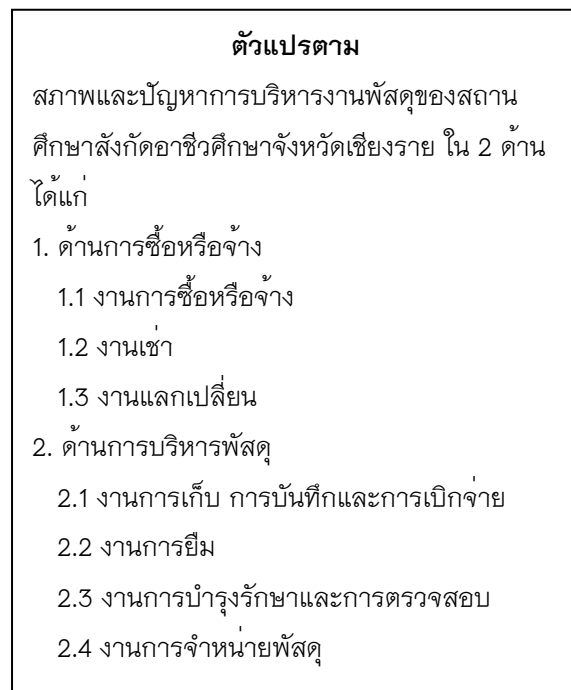 ตัวแปรตาม
สภาพและปัญหาการบริหารงานพัสดุของสถาน
ศึกษาสังกัดอาชีวศึกษาจังหวัดเชียงราย ใน 2 ด้าน
ได้แก่
1. ด้านการซื้อหรือจ้าง
1.1 งานการซื้อหรือจ้าง
1.2 งานเช่า
1.3 งานแลกเปลี่ยน
2. ด้านการบริหารพัสดุ
2.1 งานการเก็บ การบันทึกและการเบิกจ่าย
2.2 งานการยืม
2.3 งานการบำรุงรักษาและการตรวจสอบ
2.4 งานการจำหน่ายพัสดุ